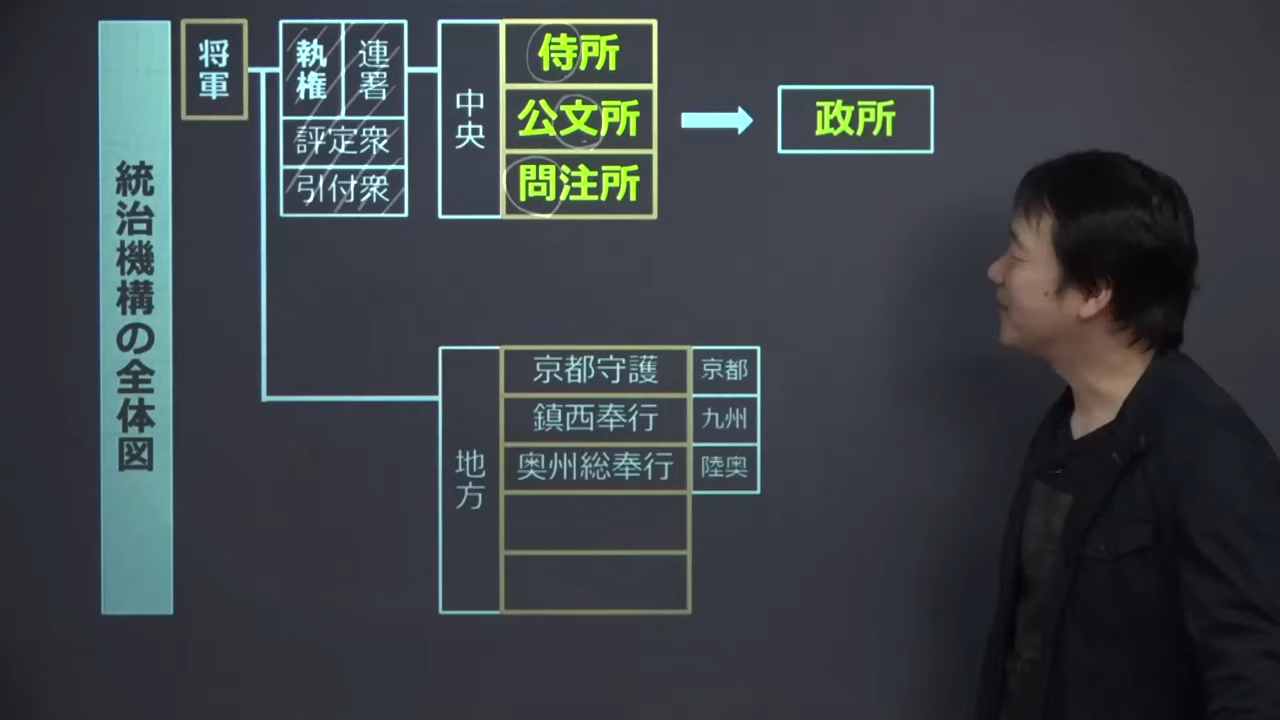 統治機構の全体図
将軍
執権
連署
評定衆
引付衆
中央
侍所
公文所
問注所
政所
地方
京都守護
京都
鎮西奉行
九州
奥州総奉行
陸奥